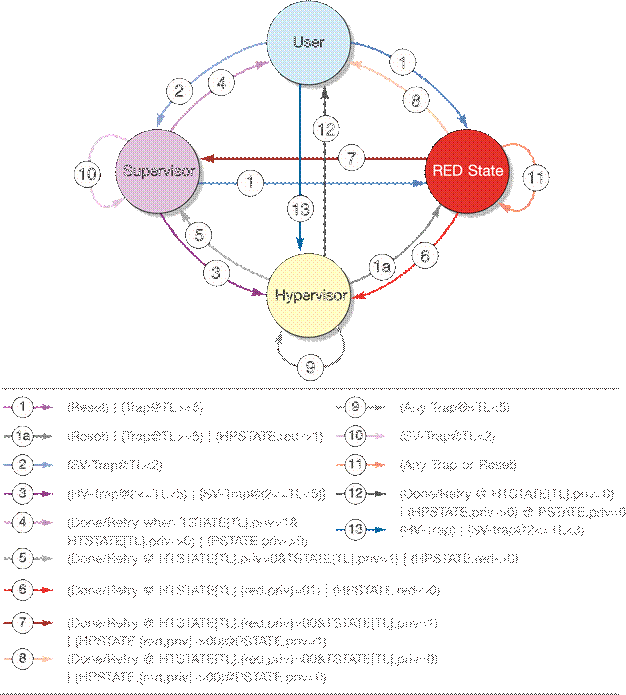 User
1
2
4
8
12
7
Supervisor
RED State
10
1
11
13
5
1a
6
3
Hypervisor
9
1 (Reset) | (Trap@TL>=5)
1a (Reset) | (Trap@TL>=5) | (HPSTATE.red->1)
2 (SV-Trap@TL<2)
3 (HV-Trap@2<=TL<5) | (SV-Trap@(2<=TL<5))
4 (Done/Retry when TSTATE[TL].priv=1&
HTSTATE[TL].priv=0) | (PSTATE.priv->0)
5 (Done/Retry @ HTSTATE[TL].priv=0&TSTATE[TL].priv=1) | (HPSTATE.red->0)
6 (Done/Retry @ HTSTATE[TL].{red,priv}=01) | (HPSTATE.red->0)
7 (Done/Retry @ HTSTATE[TL].{red,priv}=00&TSTATE[TL].priv=1)
| (HPSTATE.{red,priv}->00@PSTATE.priv=1)
8 (Done/Retry @ HTSTATE[TL].{red,priv}=00&TSTATE[TL].priv=0)
| (HPSTATE.{red,priv}->00@PSTATE.priv=0)
9 (Any Trap@<TL<5)
10 (SV-Trap@TL<2)
11 (Any Trap or Reset)
12 (Done/Retry @ HTSTATE[TL].priv=0)
| (HPSTATE.priv->0) @ PSTATE.priv=0
13 (HV-Trap) | (SV-trap@2<=TL<5)